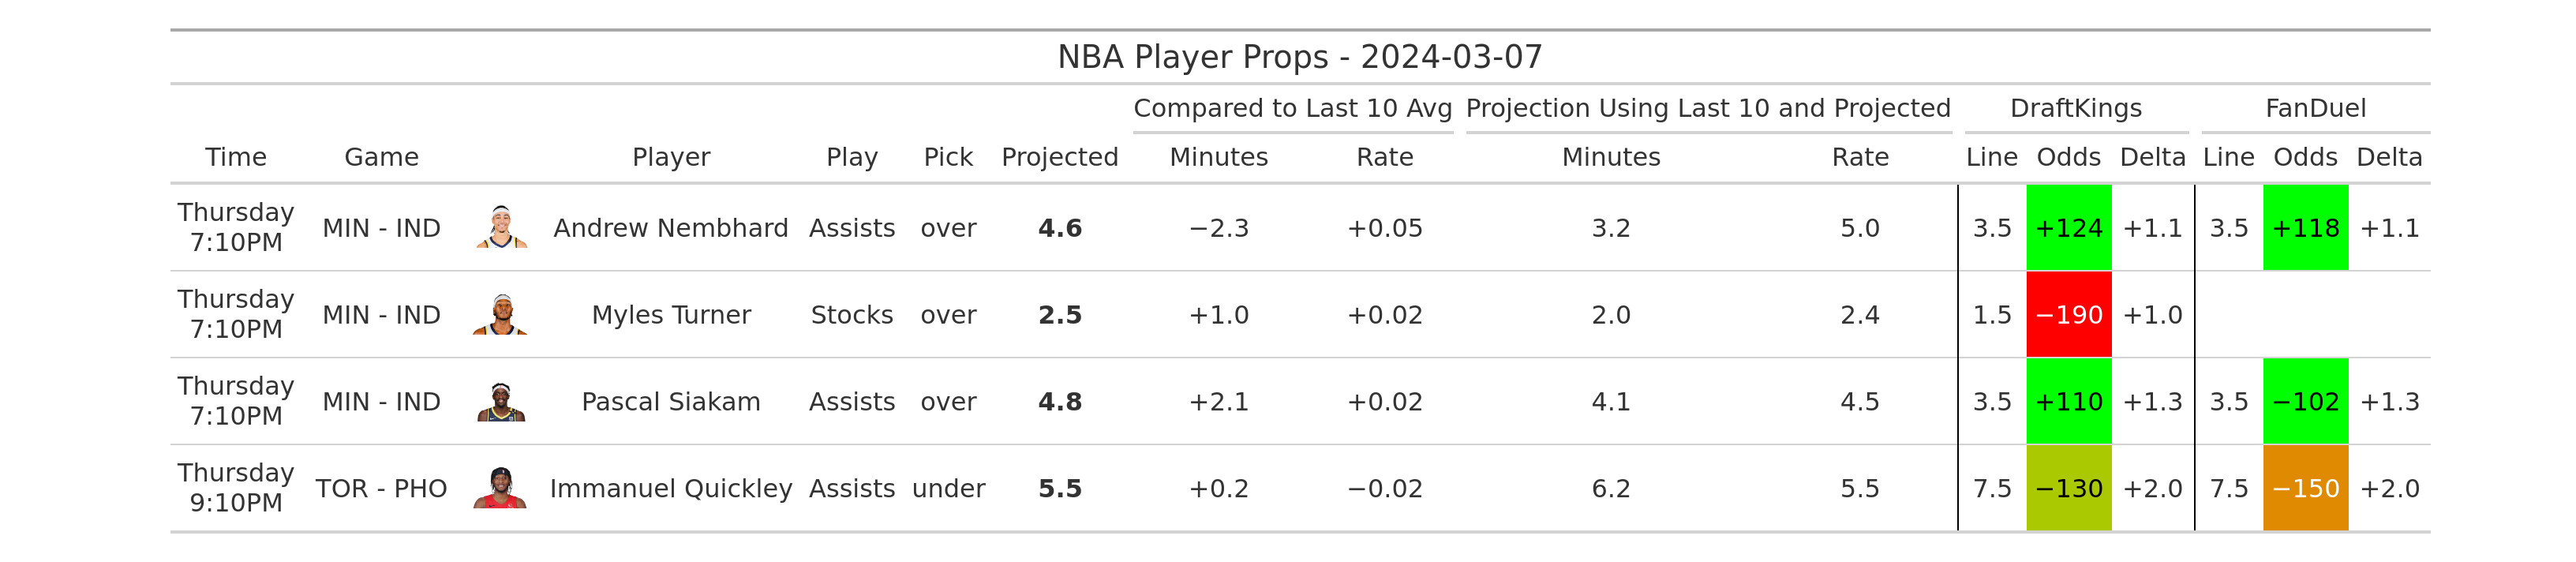 NBA Player Props - 2024-03-07
Compared to Last 10 Avg Projection Using Last 10 and Projected DraftKings FanDuel
Time Game Player Play Pick Projected Minutes Rate Minutes Rate Line Odds Delta Line Odds Delta
Thursday
7:10PM MIN - IND Andrew Nembhard Assists over 4.6 −2.3 +0.05 3.2 5.0 3.5 +124 +1.1 3.5 +118 +1.1
Thursday
7:10PM MIN - IND Myles Turner Stocks over 2.5 +1.0 +0.02 2.0 2.4 1.5 −190 +1.0
Thursday
7:10PM MIN - IND Pascal Siakam Assists over 4.8 +2.1 +0.02 4.1 4.5 3.5 +110 +1.3 3.5 −102 +1.3
Thursday
9:10PM TOR - PHO Immanuel Quickley Assists under 5.5 +0.2 −0.02 6.2 5.5 7.5 −130 +2.0 7.5 −150 +2.0